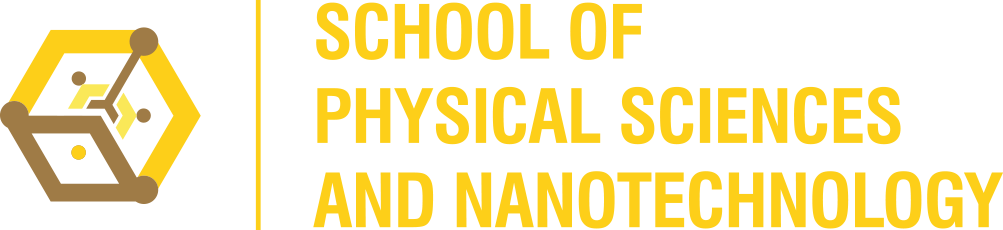 SCHOOL OF
PHYSICAL SCIENCES
AND NANOTECHNOLOGY